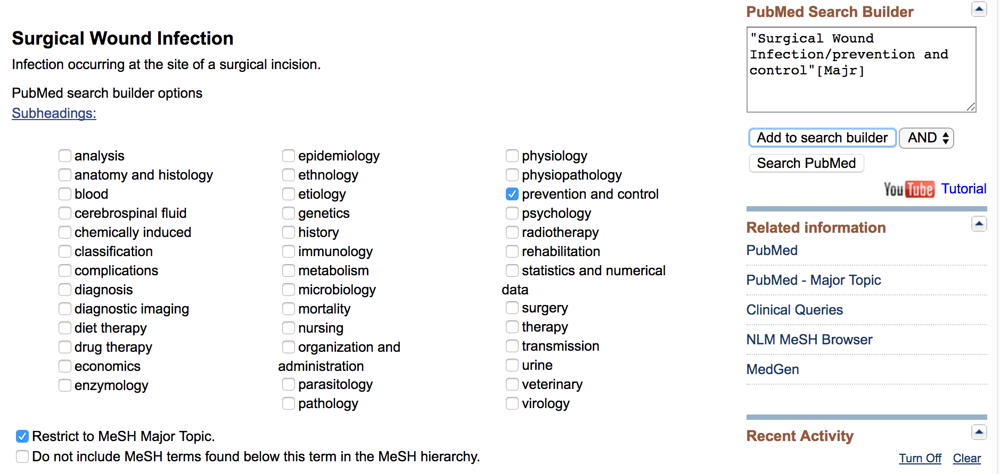 Surgical Wound Infection
Infection occurring at the site of a surgical incision.
PubMed search builder options
Subheadings:
analysis
anatomy and histology
blood
cerebrospinal fluid
chemically induced
classification
complications
diagnosis
diagnostic imaging
diet therapy
drug therapy
economics
enzymology
epidemiology
ethnology
etiology
genetics
history
immunology
metabolism
microbiology
mortality
nursing
organization and
administration
parasitology
pathology
physiology
physiopathology
prevention and control
psychology
radiotherapy
rehabilitation
statistics and numerical
data
surgery
therapy
transmission
urine
veterinary
virology
Restrict to MeSH Major Topic.
Do not include MeSH terms found below this term in the MeSH hierarchy.
PubMed Search Builder
"Surgical Wound
Infection/prevention and
control"[Majr]
Add to search builder AND
Search PubMed
YouTube Tutorial
Related information
PubMed
PubMed - Major Topic
Clinical Queries
NLM MeSH Browser
MedGen
Recent Activity
Turn Off Clear